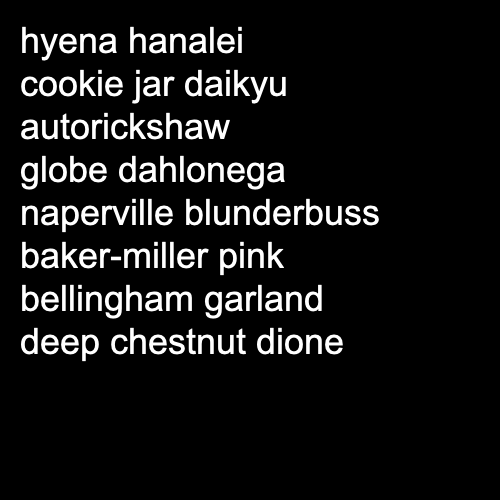 hyena hanalei
cookie jar daikyu
autorickshaw
globe dahlonega
naperville blunderbuss
baker-miller pink
bellingham garland
deep chestnut dione